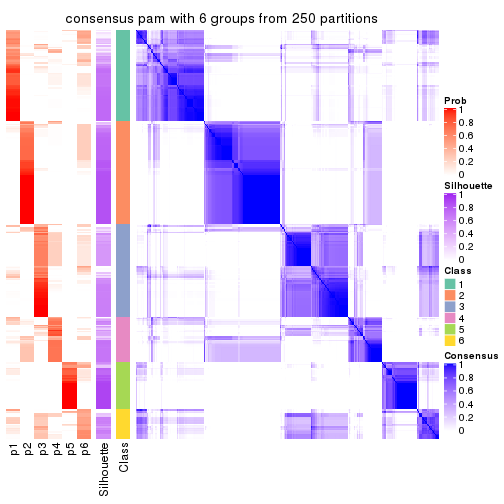 consensus pam with 6 groups from 250 partitions
Prob
1
0.8
0.6
0.4
0.2
0
Silhouette
1
0.8
0.6
0.4
0.2
0
Class
1
2
3
4
5
6
Consensus
1
0.8
0.6
0.4
0.2
0
p1
p2
p3
p4
p5
p6
Silhouette
Class